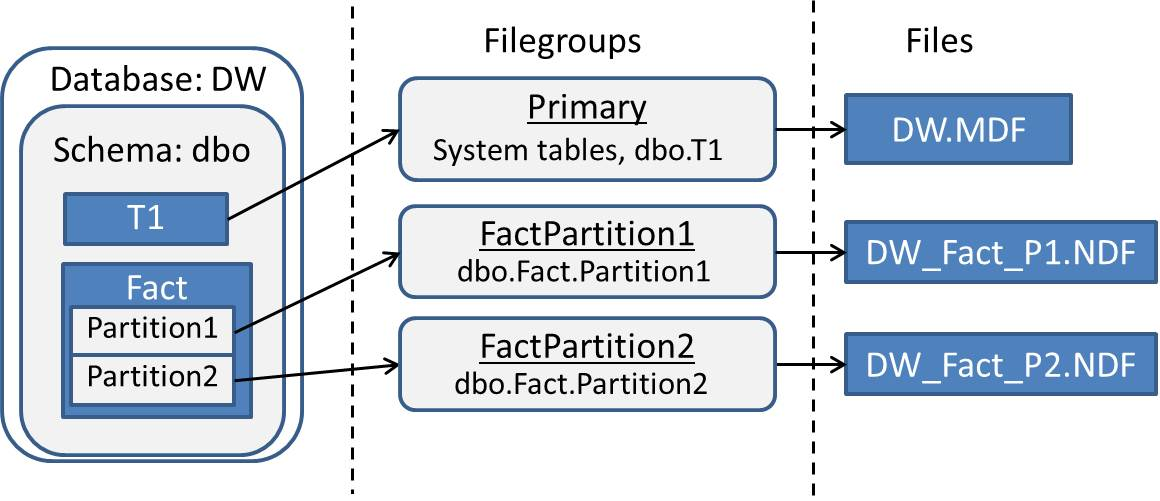 Database: DW
Schema: dbo
T1
Fact
Partition1
Partition2
Filegroups
Primary
System tables, dbo.T1
FactPartition1
dbo.Fact.Partition1
FactPartition2
dbo.Fact.Partition2
Files
DW.MDF
DW_Fact_P1.NDF
DW_Fact_P2.NDF